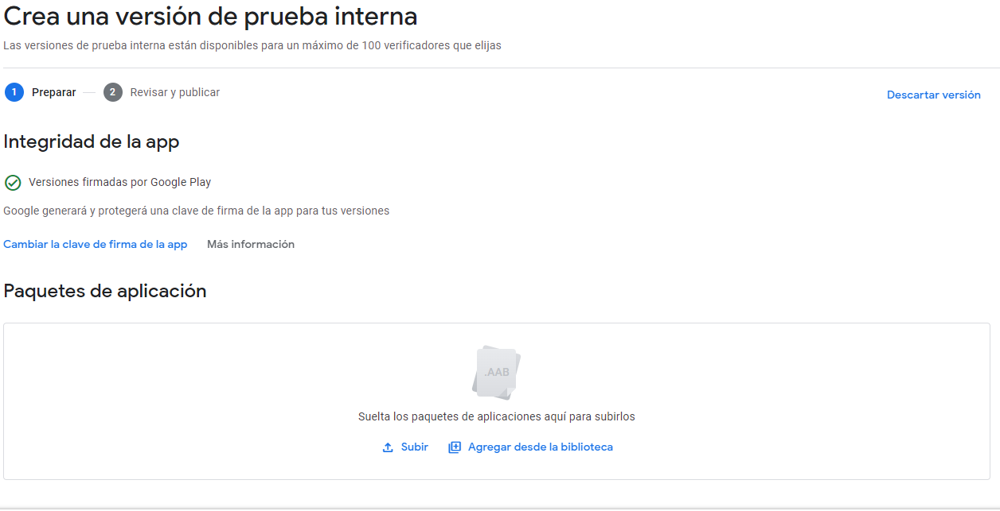 Crea una versión de prueba interna
Las versiones de prueba interna están disponibles para un máximo de 100 verificadores que elijas
1 Preparar 2 Revisar y publicar
Descartar versión
Integridad de la app
Versiones firmadas por Google Play
Google generará y protegerá una clave de firma de la app para tus versiones
Cambiar la clave de firma de la app Más información
Paquetes de aplicación
.AAB
Suelta los paquetes de aplicaciones aquí para subirlos
Subir Agregar desde la biblioteca